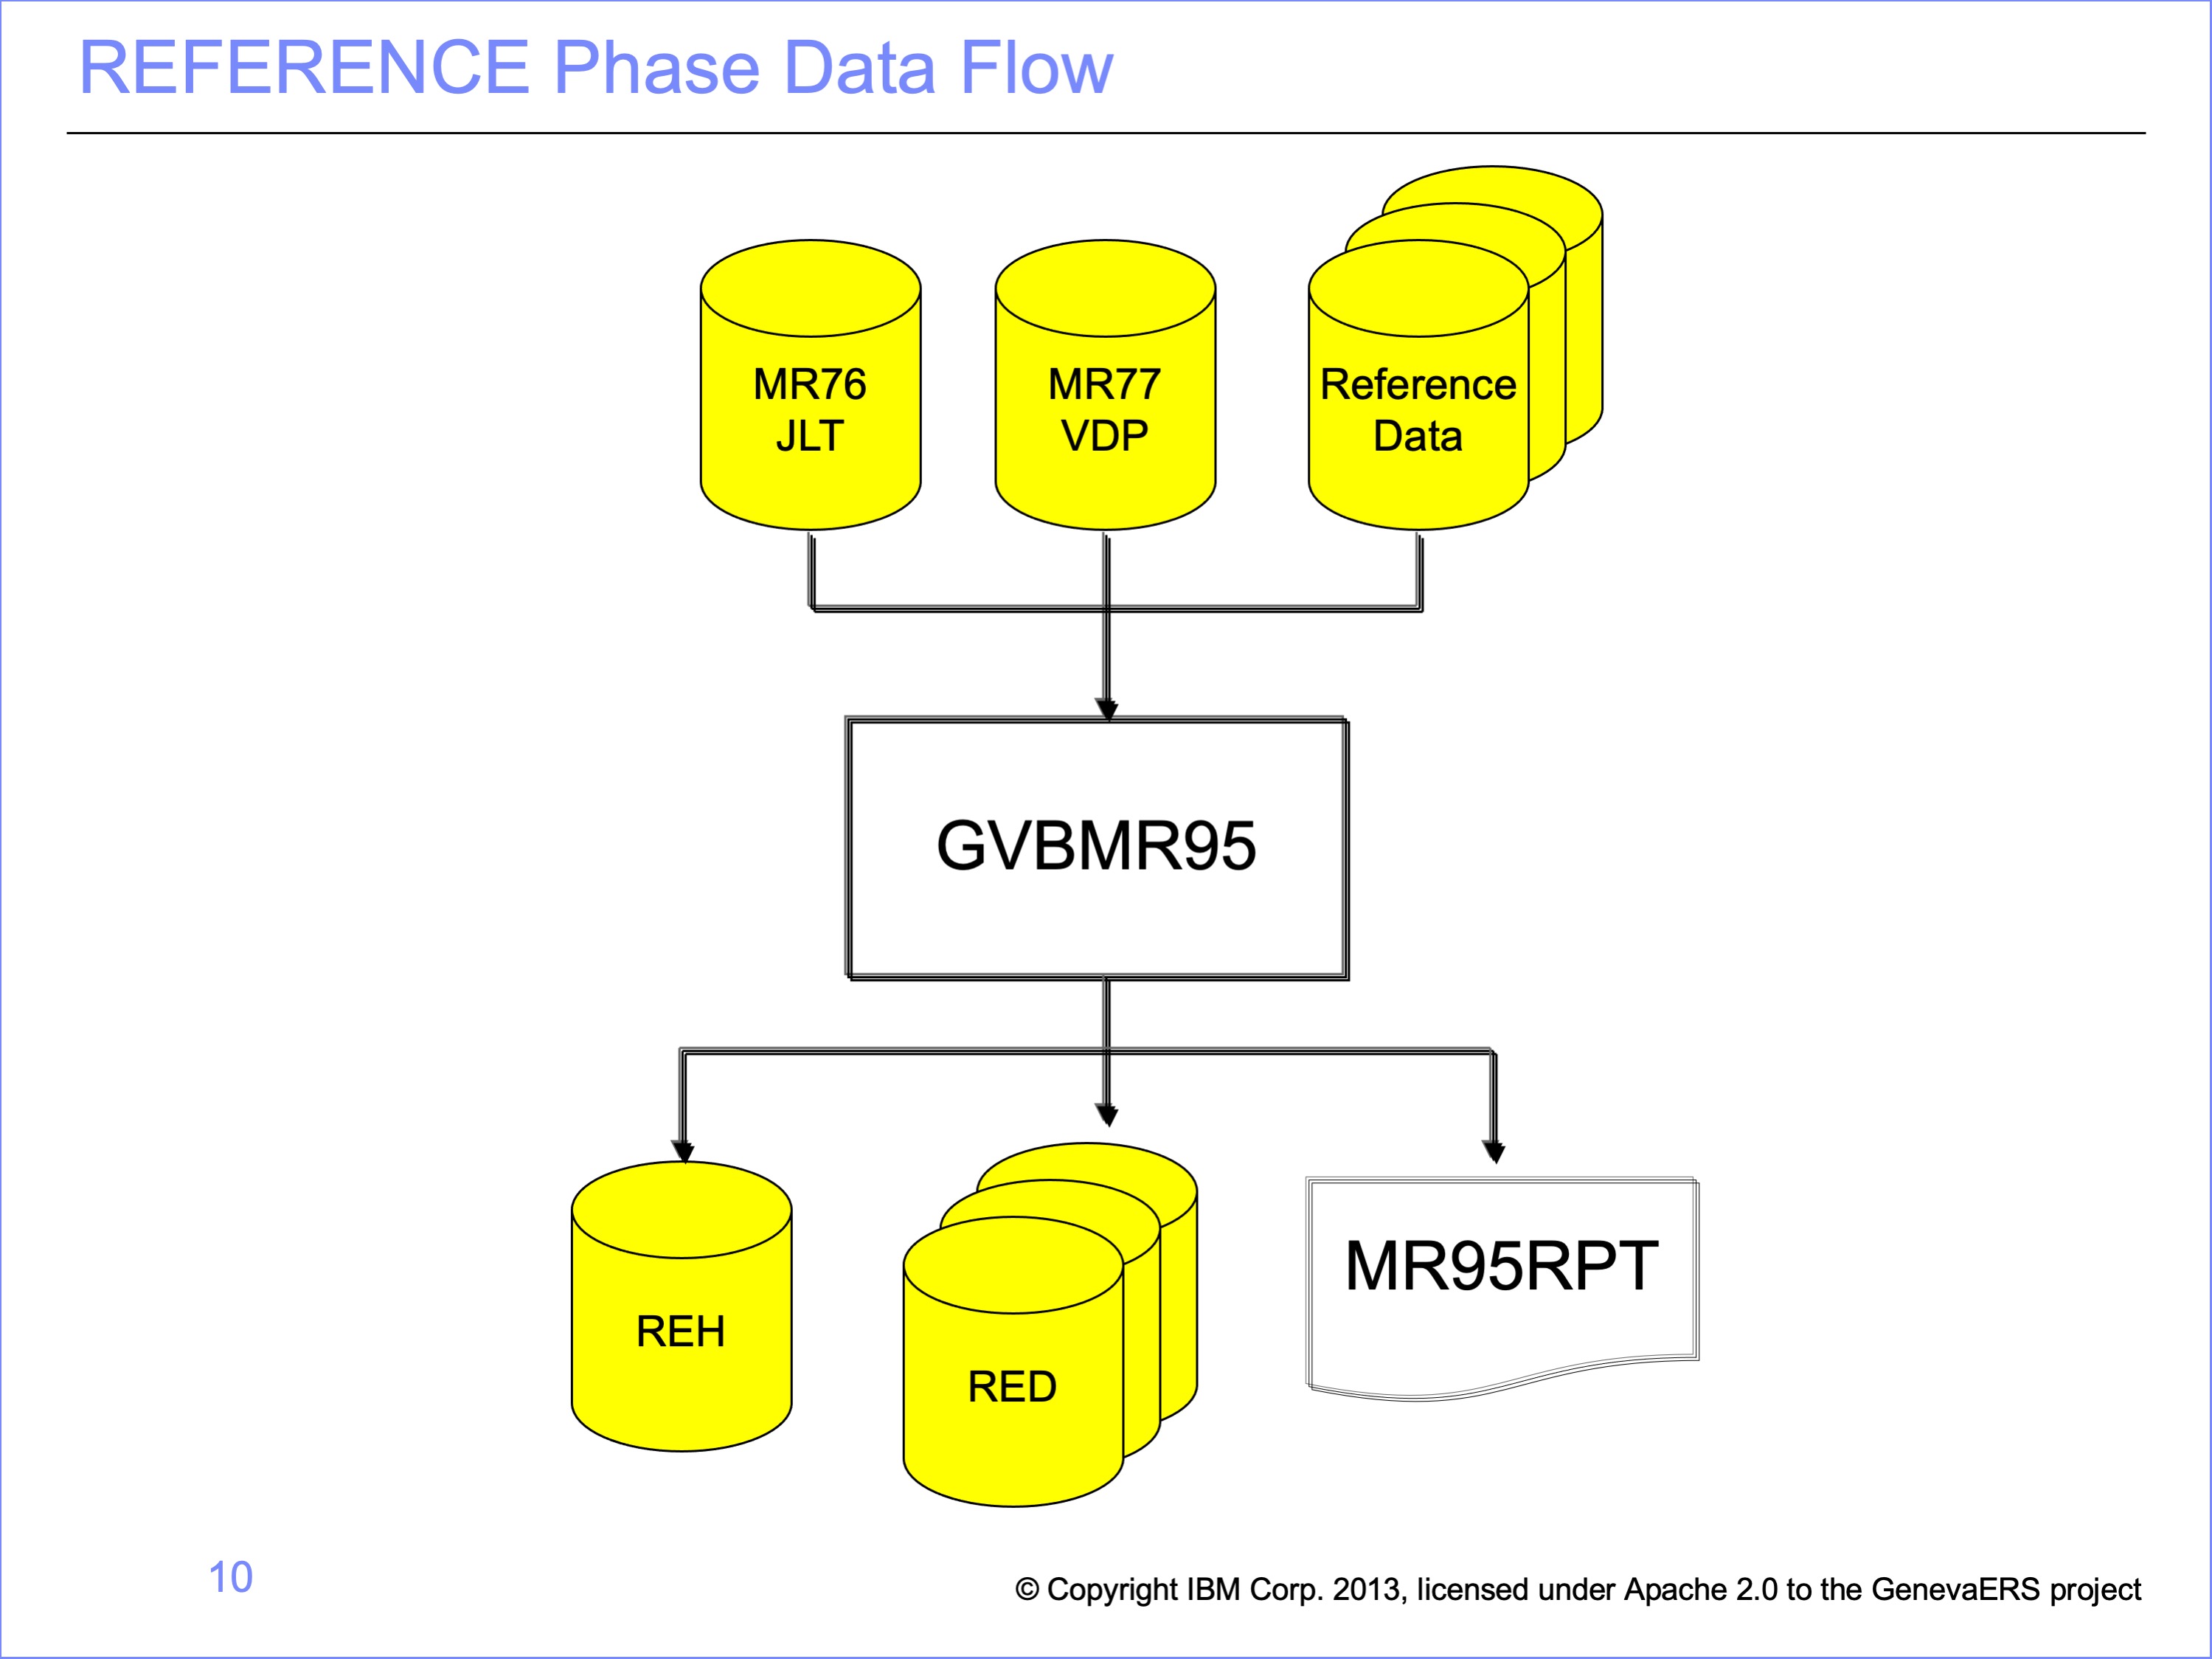 REFERENCE Phase Data Flow
MR76
JLT
MR77
VDP
Reference
Data
GVBMR95
REH
RED
MR95RPT
10
© Copyright IBM Corp. 2013, licensed under Apache 2.0 to the GenevaERS project